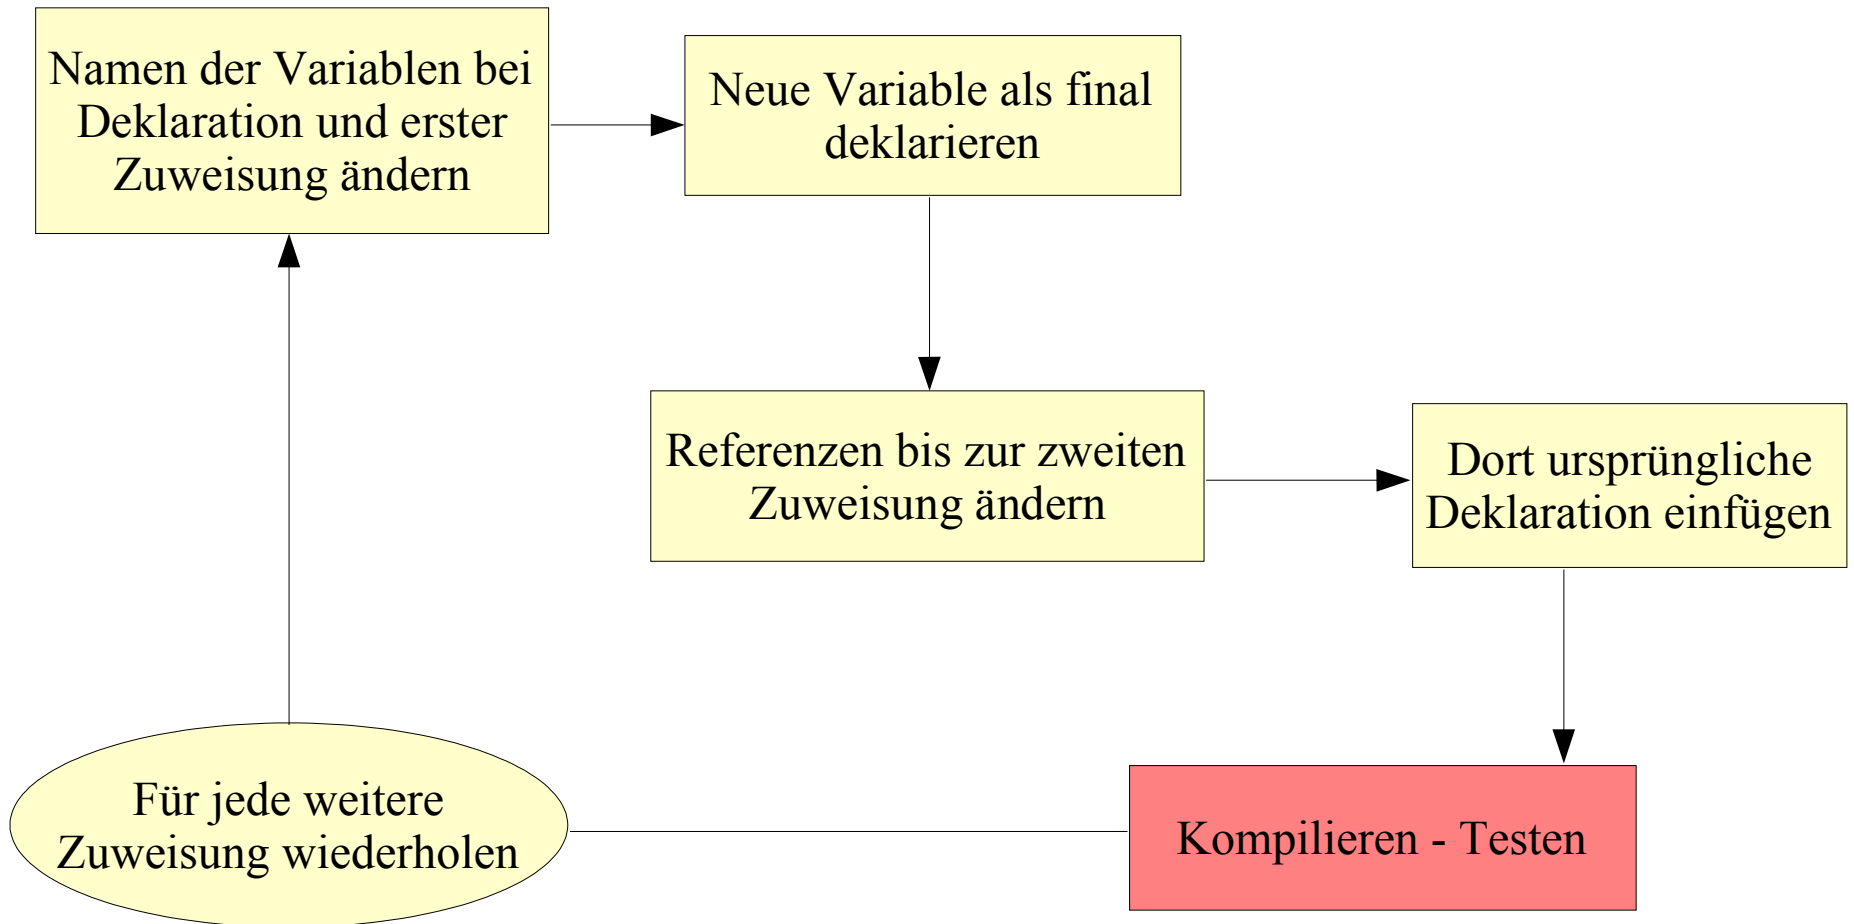 Namen der Variablen bei
Deklaration und erster
Zuweisung ändern
Neue Variable als final
deklarieren
Referenzen bis zur zweiten
Zuweisung ändern
Dort ursprüngliche
Deklaration einfügen
Kompilieren - Testen
Für jede weitere
Zuweisung wiederholen